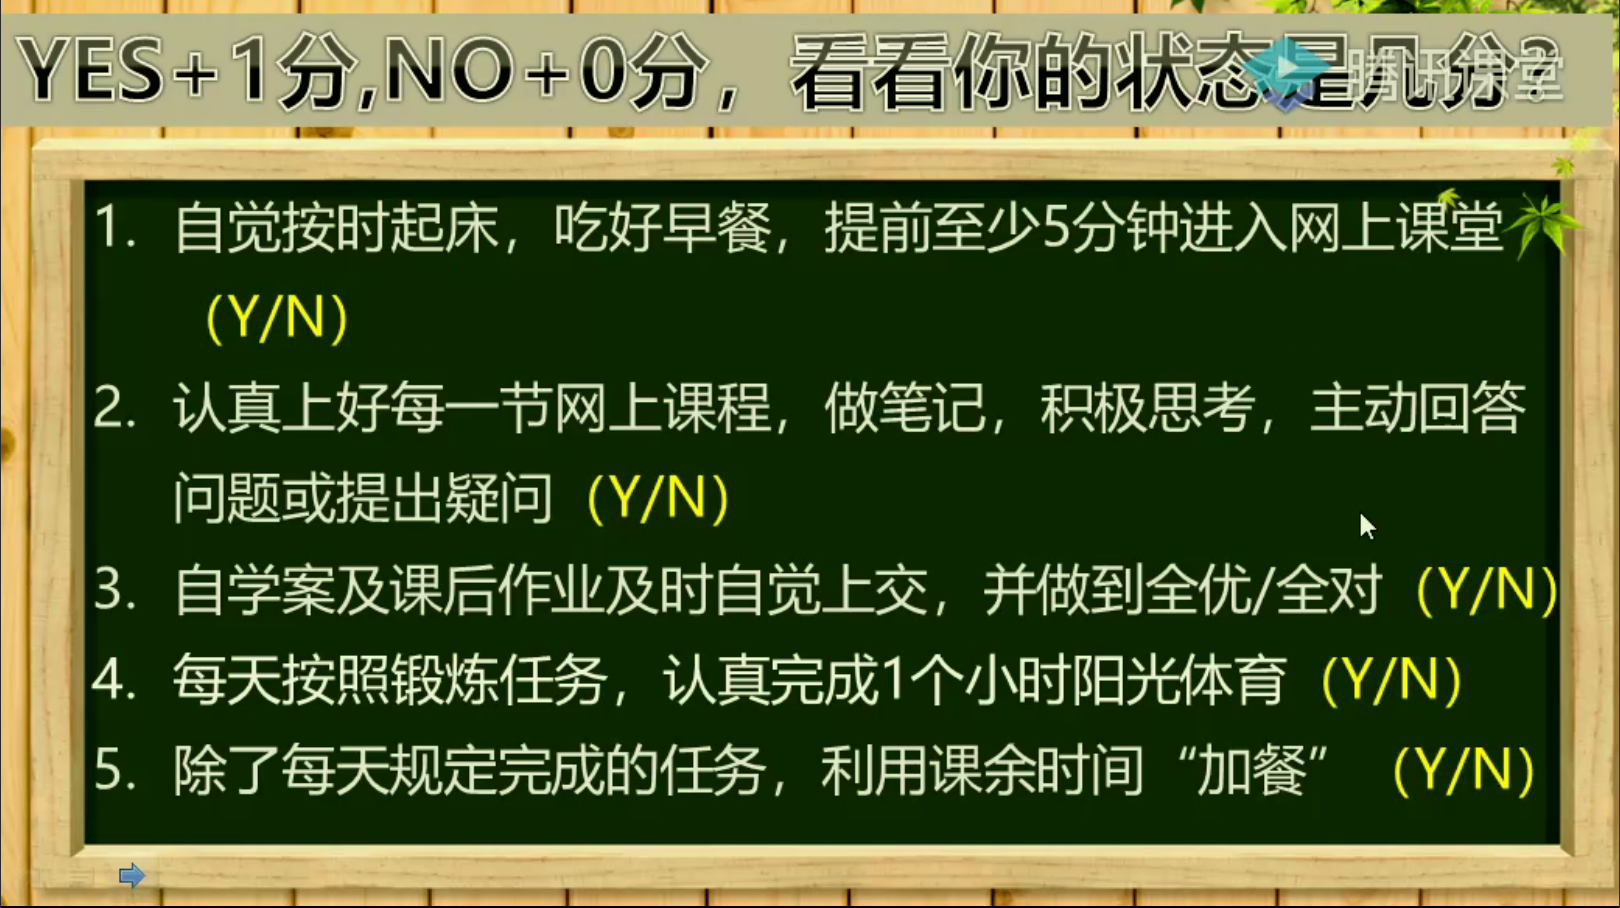 YES+1分,NO+0分，看看你的状态是几分?
腾讯课堂
1. 自觉按时起床，吃好早餐，提前至少5分钟进入网上课堂
（Y/N）
2. 认真上好每一节网上课程，做笔记，积极思考，主动回答
问题或提出疑问（Y/N）
3. 自学案及课后作业及时自觉上交，并做到全优/全对（Y/N）
4. 每天按照锻炼任务，认真完成1个小时阳光体育（Y/N）
5. 除了每天规定完成的任务，利用课余时间“加餐”（Y/N）